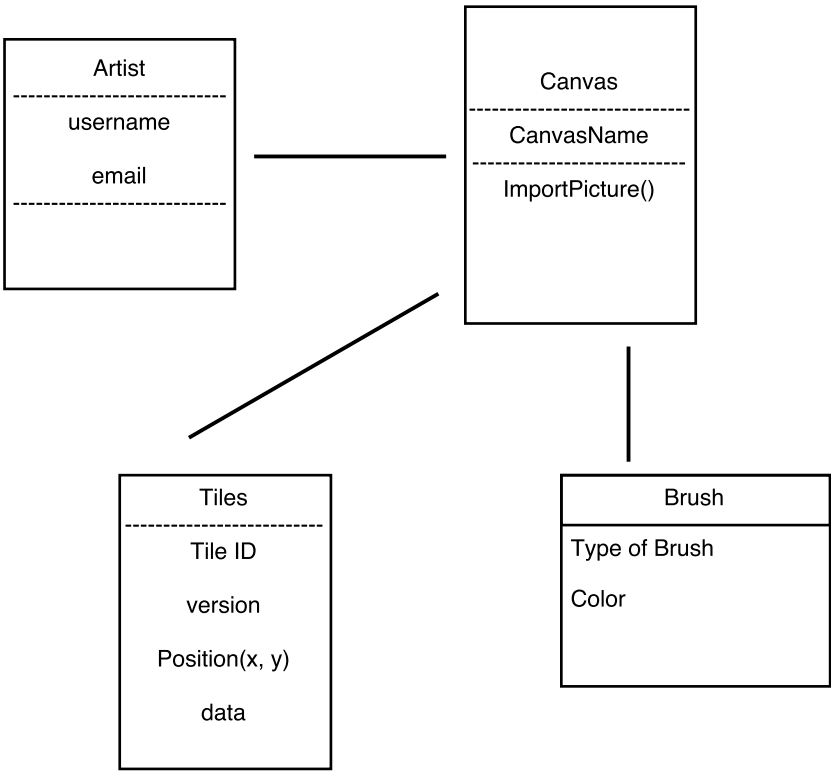 Artist
username
email
Canvas
CanvasName
ImportPicture()
Tiles
Tile ID
version
Position(x, y)
data
Brush
Type of Brush
Color